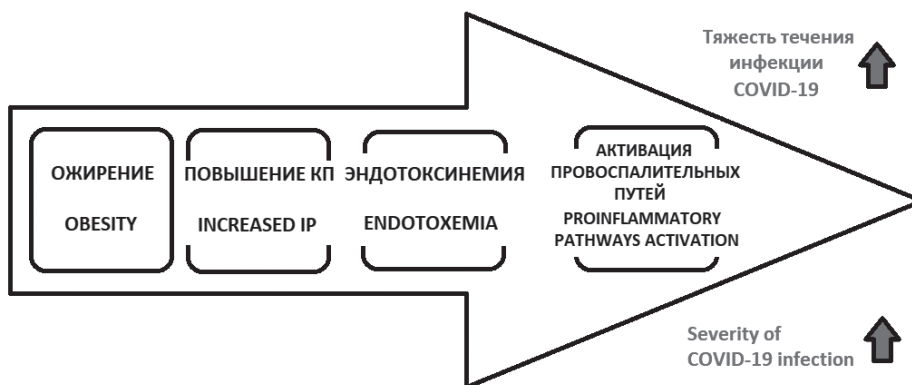 Тяжесть течения
инфекции
COVID-19
ОЖИРЕНИЕ
OBESITY
ПОВЫШЕНИЕ КП
INCREASED IP
ЭНДОТОКСИНЕМИЯ
ENDOTOXEMIA
АКТИВАЦИЯ
ПРОВОСПАЛИТЕЛЬНЫХ
ПУТЕЙ
PROINFLAMMATORY
PATHWAYS ACTIVATION
Severity of
COVID-19 infection